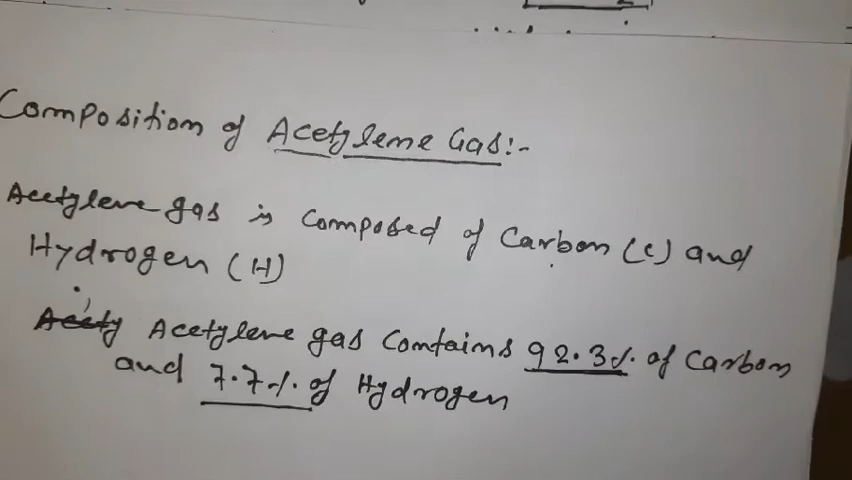 Composition of Acetylene Gas:-
Acetylene gas is composed of Carbon (C) and
Hydrogen (H)
Acety Acetylene gas contains 92.3% of Carbon
and 7.7% of Hydrogen